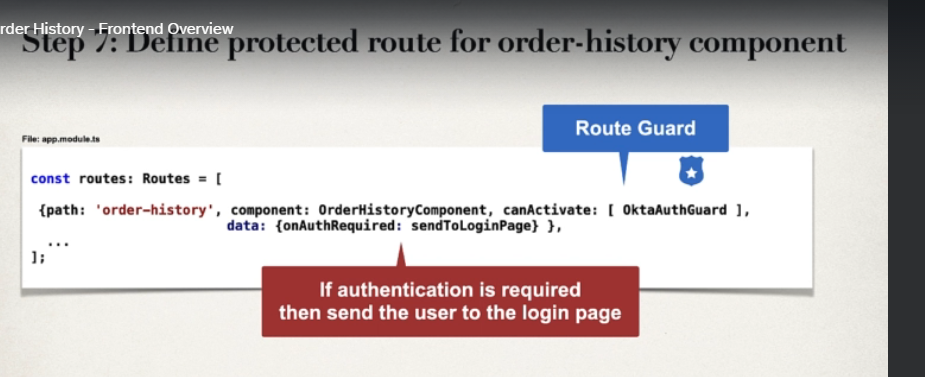 rder History - Frontend Overview
Step 7: Define protected route for order-history component
Route Guard
File: app.module.ts
const routes: Routes = [
{path: 'order-history', component: OrderHistoryComponent, canActivate: [ OktaAuthGuard ],
data: {onAuthRequired: sendToLoginPage} },
...
];
If authentication is required
then send the user to the login page